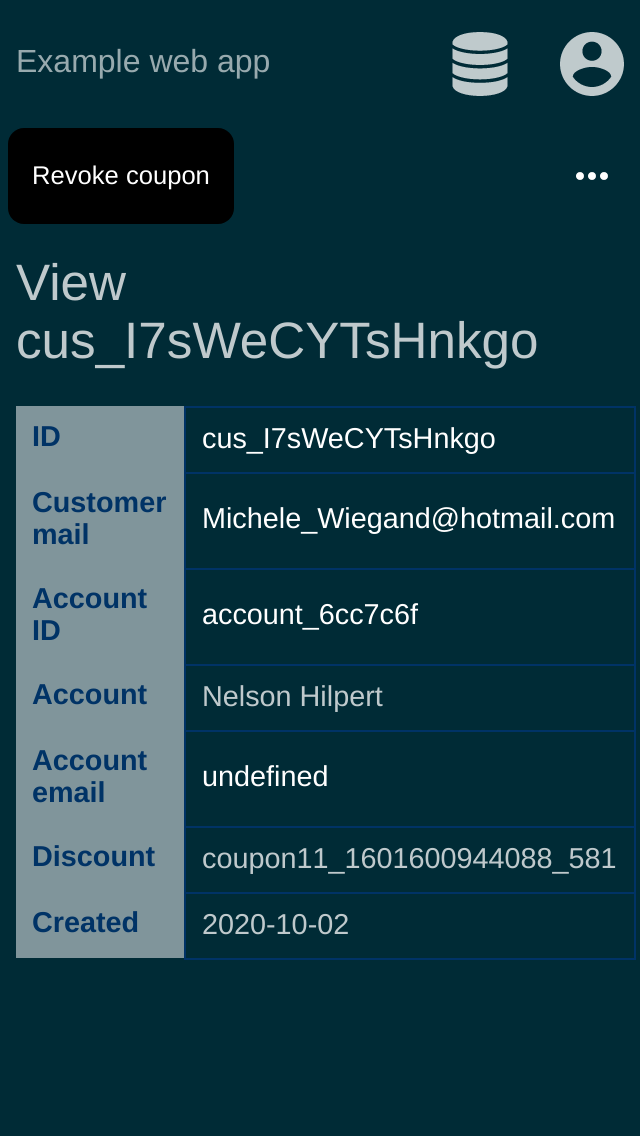 Example web app
Revoke coupon
View
cus_I7sWeCYTsHnkgo
ID
cus_I7sWeCYTsHnkgo
Customer
mail
Michele_Wiegand@hotmail.com
Account
ID
account_6cc7c6f
Account
Nelson Hilpert
Account
email
undefined
Discount
coupon11_1601600944088_581
Created
2020-10-02